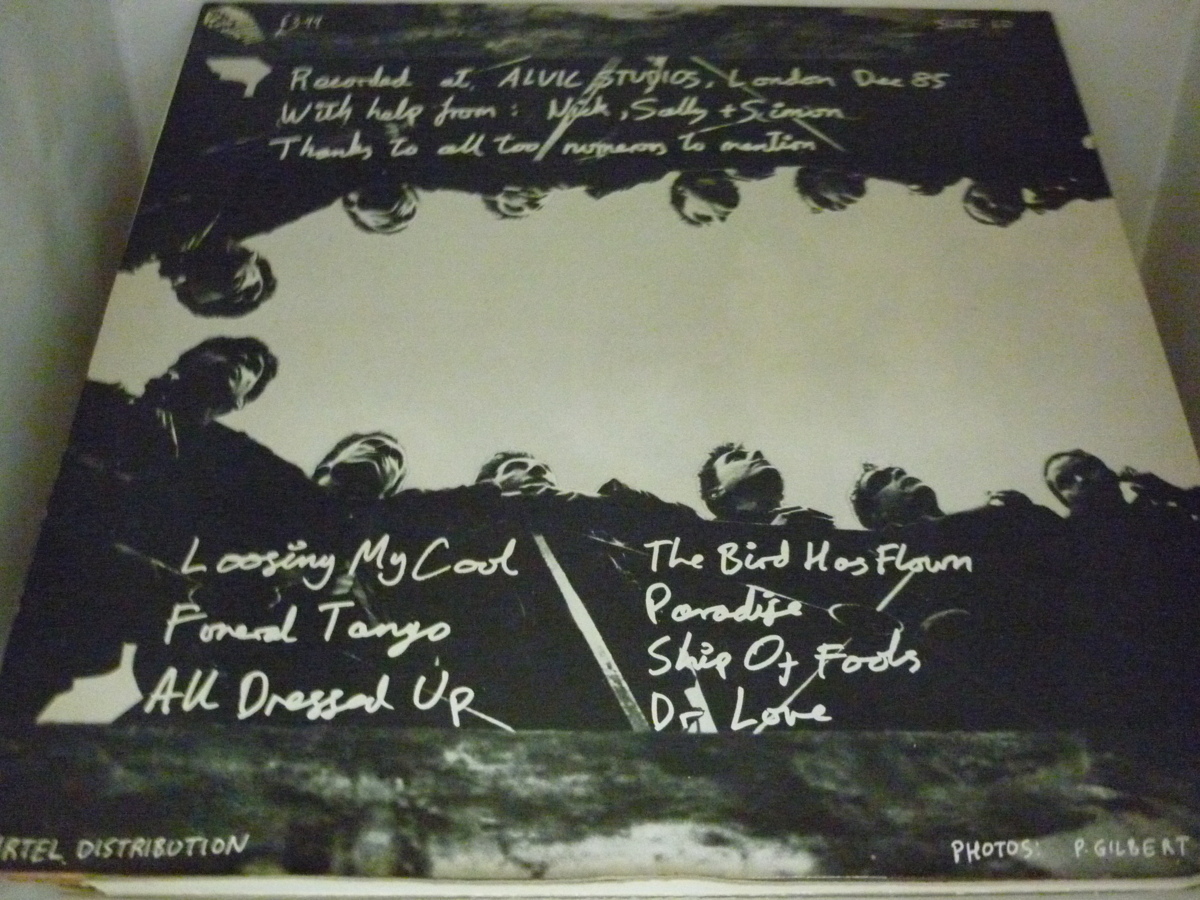 £3.99
Recorded at ALVIC STUDIOS, London Dec 85
With help from: Nick, Sally + Simon
Thanks to all too numerous to mention
Loosing My Cool
Funeral Tango
All Dressed Up
The Bird Has Flown
Paradise
Ship Of Fools
Dr Love
RTEL DISTRIBUTION
PHOTOS: P. GILBERT